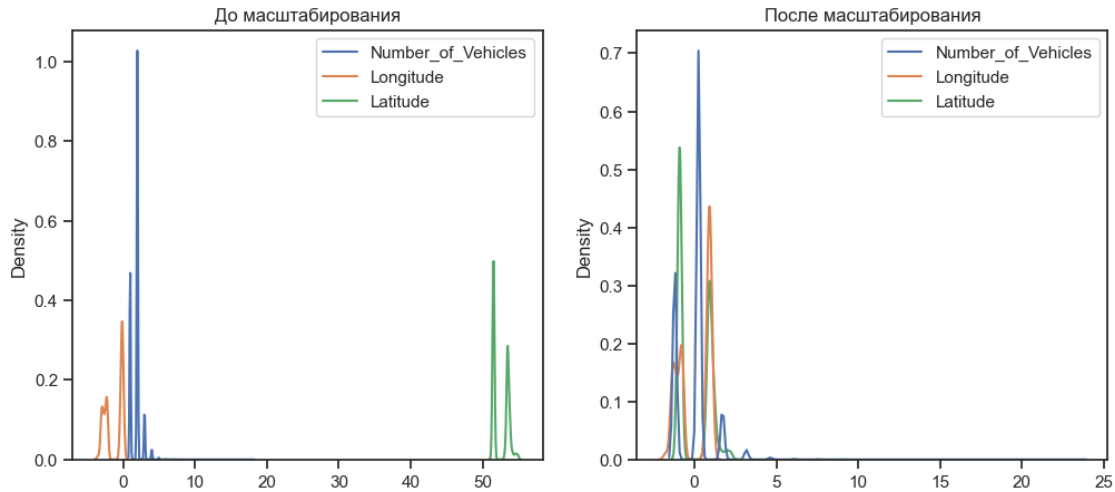 До масштабирования
Density
1.0
0.8
0.6
0.4
0.2
0.0
0 10 20 30 40 50
Number_of_Vehicles
Longitude
Latitude
После масштабирования
Density
0.7
0.6
0.5
0.4
0.3
0.2
0.1
0.0
0 5 10 15 20 25
Number_of_Vehicles
Longitude
Latitude